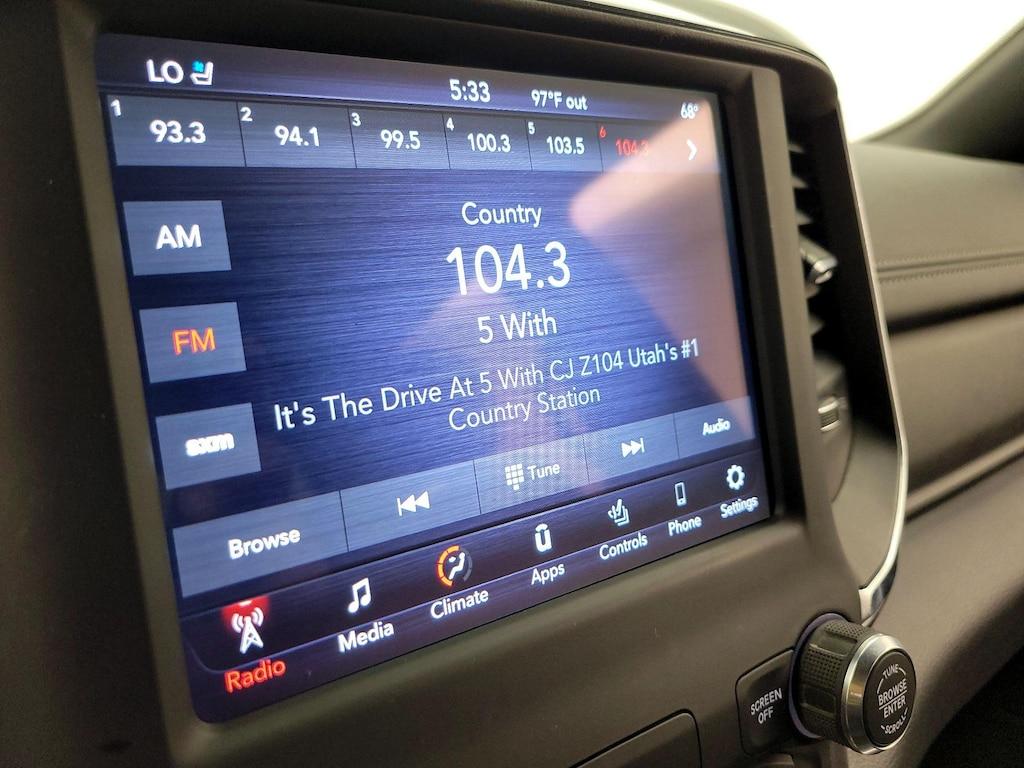 LO 5:33 97°F out 68°
1 93.3 2 94.1 3 99.5 4 100.3 5 103.5 6 104.3
AM
FM
sxm
Country
104.3
5 With
It's The Drive At 5 With CJ Z104 Utah's #1
Country Station
Browse Tune Audio
Radio Media Climate Apps Controls Phone Settings
SCREEN
OFF
TUNE
BROWSE
ENTER
SCROLL